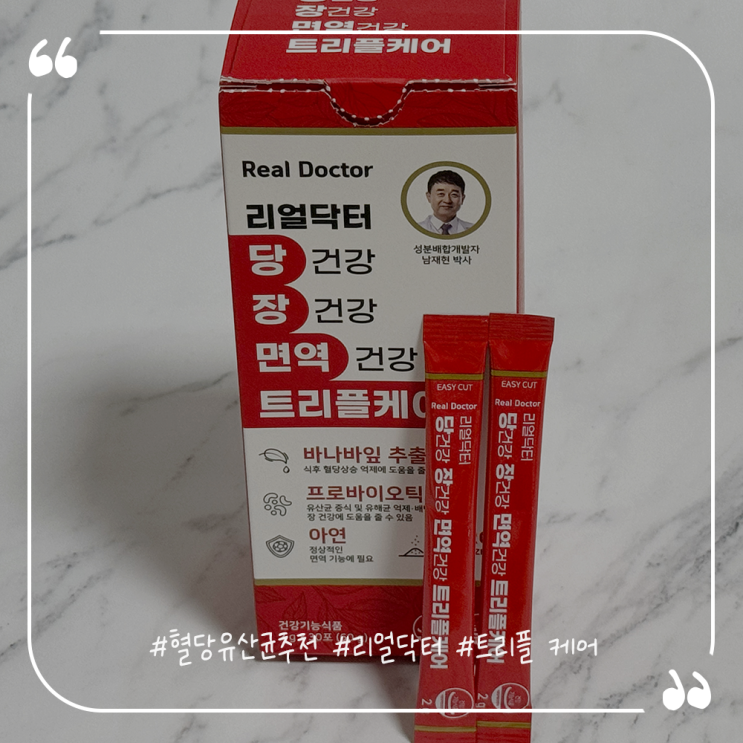 장건강
면역건강
트리플케어
Real Doctor
리얼닥터
성분배합개발자
남재현 박사
당 건강
장 건강
면역 건강
트리플케어
바나바잎 추출
식후 혈당상승 억제에 도움을 줄
프로바이오틱
유산균 증식 및 유해균 억제·배변
장 건강에 도움을 줄 수 있음
아연
정상적인
면역 기능에 필요
건강기능식품
30포
EASY CUT
Real Doctor
리얼닥터
당건강 장건강 면역건강 트리플케어
2 g
EASY CUT
Real Doctor
리얼닥터
당건강 장건강 면역건강 트리플케어
2 g
#혈당유산균추천 #리얼닥터 #트리플 케어